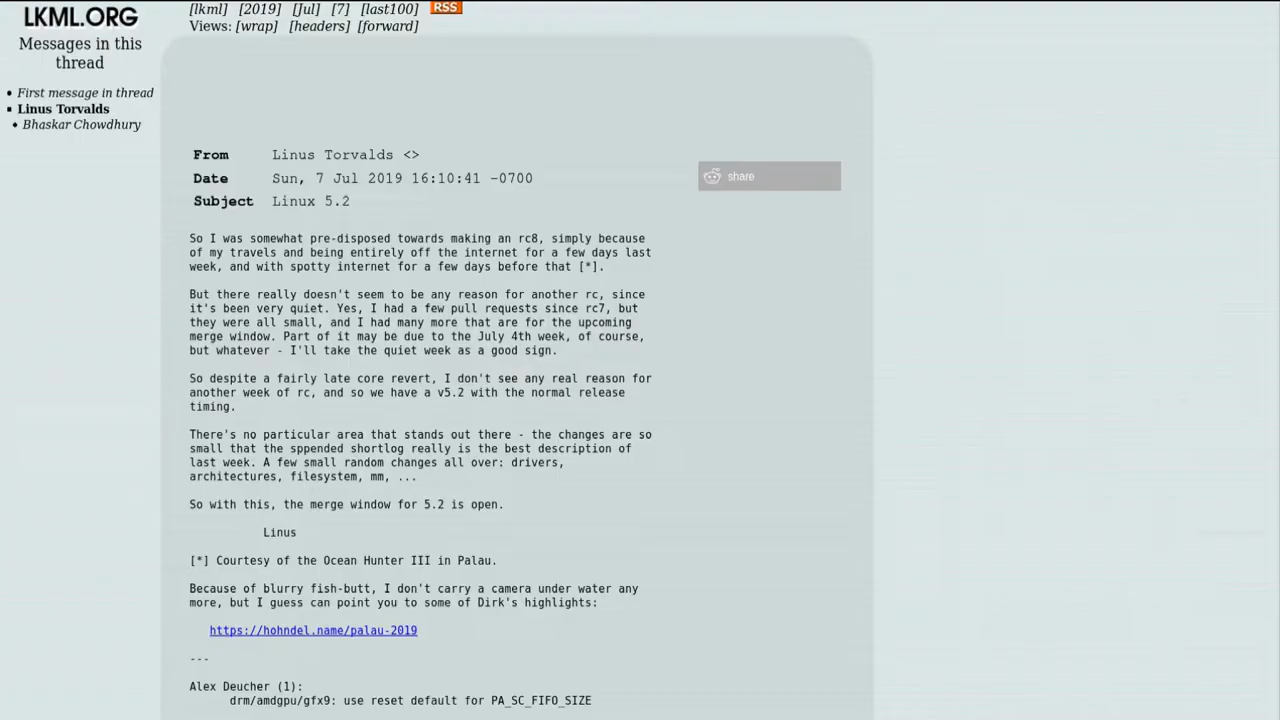 LKML.ORG
[lkml] [2019] [Jul] [7] [last100] RSS
Views: [wrap] [headers] [forward]
Messages in this
thread
• First message in thread
▪ Linus Torvalds
• Bhaskar Chowdhury
From Linus Torvalds <>
Date Sun, 7 Jul 2019 16:10:41 -0700
Subject Linux 5.2
share
So I was somewhat pre-disposed towards making an rc8, simply because
of my travels and being entirely off the internet for a few days last
week, and with spotty internet for a few days before that [*].
But there really doesn't seem to be any reason for another rc, since
it's been very quiet. Yes, I had a few pull requests since rc7, but
they were all small, and I had many more that are for the upcoming
merge window. Part of it may be due to the July 4th week, of course,
but whatever - I'll take the quiet week as a good sign.
So despite a fairly late core revert, I don't see any real reason for
another week of rc, and so we have a v5.2 with the normal release
timing.
There's no particular area that stands out there - the changes are so
small that the sppended shortlog really is the best description of
last week. A few small random changes all over: drivers,
architectures, filesystem, mm, ...
So with this, the merge window for 5.2 is open.
Linus
[*] Courtesy of the Ocean Hunter III in Palau.
Because of blurry fish-butt, I don't carry a camera under water any
more, but I guess can point you to some of Dirk's highlights:
https://hohndel.name/palau-2019
---
Alex Deucher (1):
drm/amdgpu/gfx9: use reset default for PA_SC_FIFO_SIZE